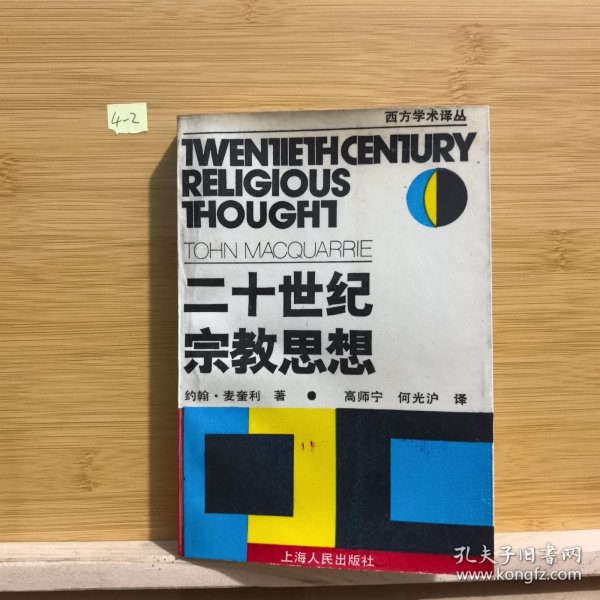 4-2
西方学术译丛
TWENTIETH CENTURY
RELIGIOUS
THOUGHT
TOHN MACQUARRIE
二十世纪
宗教思想
约翰·麦奎利 著 ● 高师宁 何光沪 译
上海人民出版社
孔夫子旧书网
www.kongfz.com